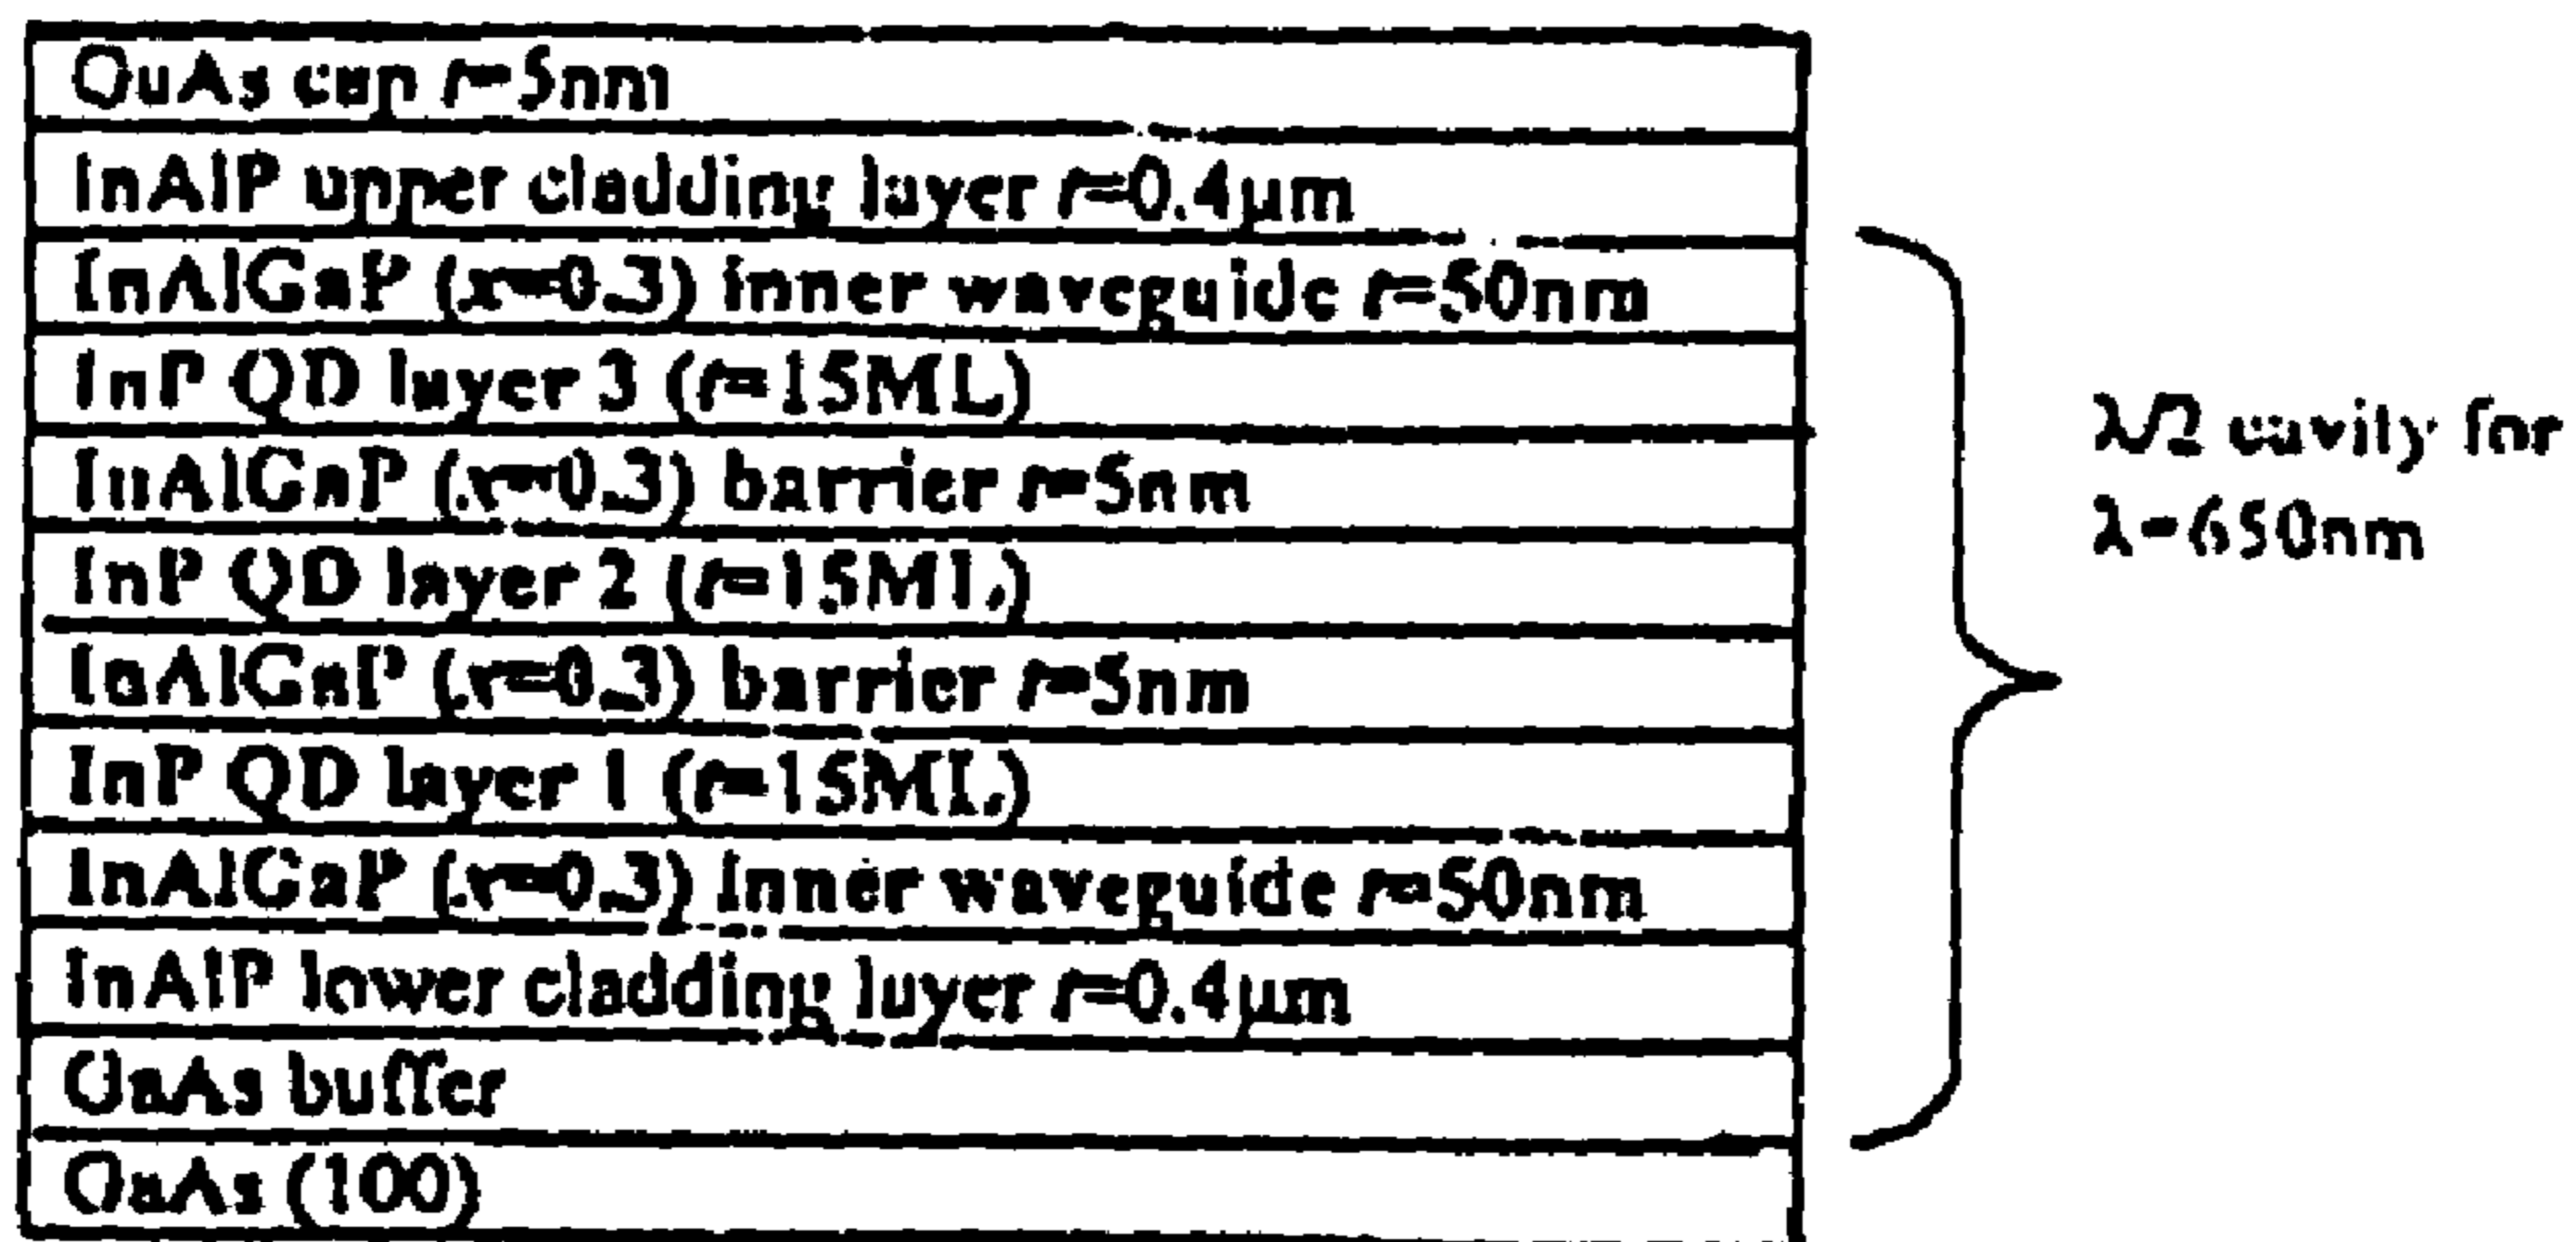 GaAs cap t=5nm
InAlP upper cladding layer t=0.4μm
InAlGaP (x=0.3) inner waveguide t=50nm
InP QD layer 3 (t=15ML)
InAlGaP (x=0.3) barrier t=5nm
InP QD layer 2 (t=15ML)
InAlGaP (x=0.3) barrier t=5nm
InP QD layer 1 (t=15ML)
InAlGaP (x=0.3) inner waveguide t=50nm
InAlP lower cladding layer t=0.4μm
GaAs buffer
GaAs (100)
λ/2 cavity for
λ=650nm